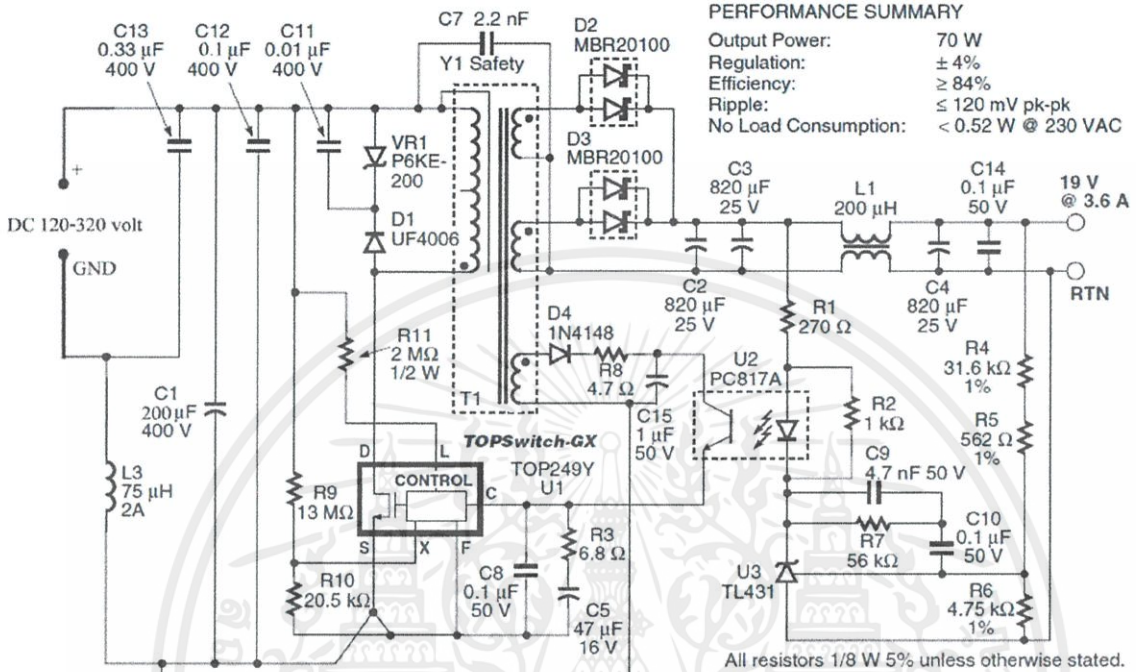 PERFORMANCE SUMMARY
Output Power: 70 W
Regulation: ± 4%
Efficiency: ≥ 84%
Ripple: ≤ 120 mV pk-pk
No Load Consumption: < 0.52 W @ 230 VAC
C13
0.33 µF
400 V
C12
0.1 µF
400 V
C11
0.01 µF
400 V
C7 2.2 nF
Y1 Safety
D2
MBR20100
D3
MBR20100
VR1
P6KE-
200
D1
UF4006
+
DC 120-320 volt
GND
C3
820 µF
25 V
L1
200 µH
C14
0.1 µF
50 V
19 V
@ 3.6 A
RTN
C2
820 µF
25 V
C4
820 µF
25 V
R1
270 Ω
R11
2 MΩ
1/2 W
D4
1N4148
R8
4.7 Ω
T1
C15
1 µF
50 V
U2
PC817A
R2
1 kΩ
R4
31.6 kΩ
1%
R5
562 Ω
1%
C1
200 µF
400 V
L3
75 µH
2A
TOPSwitch-GX
TOP249Y
U1
D
L
CONTROL
C
S
X
F
R9
13 MΩ
R10
20.5 kΩ
C8
0.1 µF
50 V
R3
6.8 Ω
C5
47 µF
16 V
C9
4.7 nF 50 V
R7
56 kΩ
C10
0.1 µF
50 V
U3
TL431
R6
4.75 kΩ
1%
All resistors 1/8 W 5% unless otherwise stated.